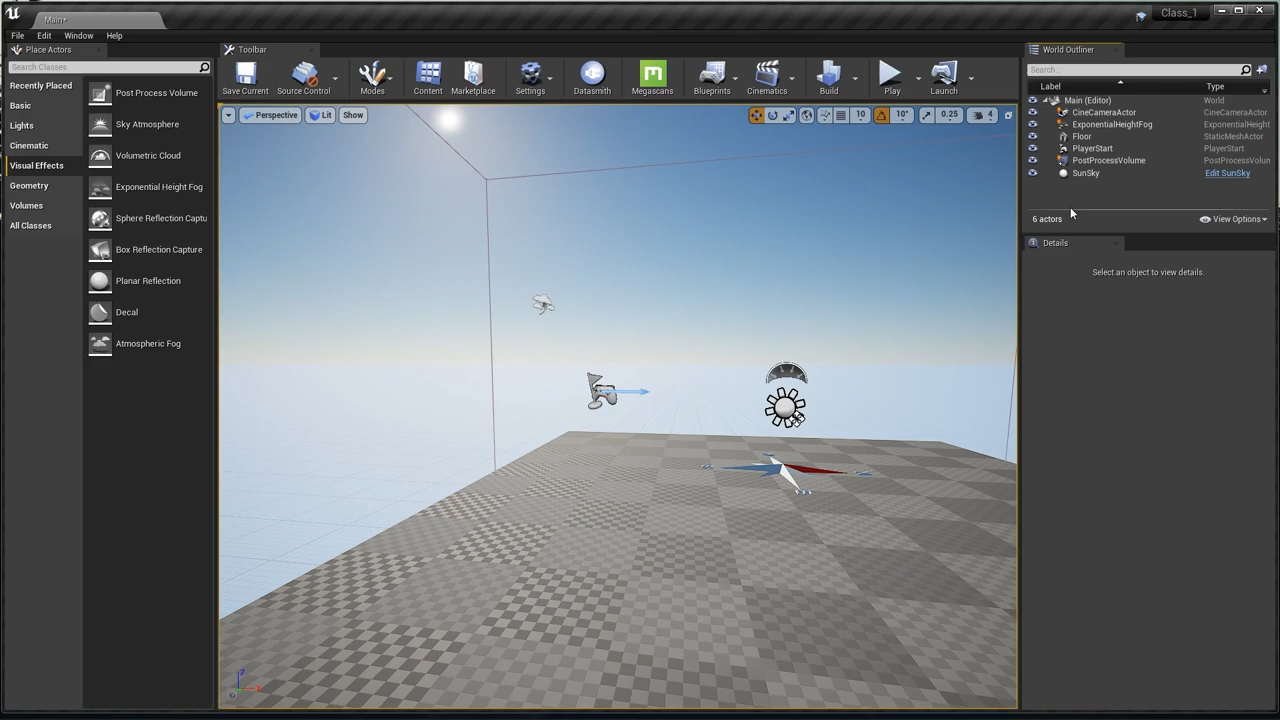 Main•
Class_1
File Edit Window Help
Place Actors
Search Classes
Recently Placed
Basic
Lights
Cinematic
Visual Effects
Geometry
Volumes
All Classes
Post Process Volume
Sky Atmosphere
Volumetric Cloud
Exponential Height Fog
Sphere Reflection Captu
Box Reflection Capture
Planar Reflection
Decal
Atmospheric Fog
Toolbar
Save Current
Source Control
Modes
Content
Marketplace
Settings
Datasmith
Megascans
Blueprints
Cinematics
Build
Play
Launch
Perspective Lit Show
10 10° 0.25 4
World Outliner
Search...
Label Type
Main (Editor) World
CineCameraActor CineCameraActor
ExponentialHeightFog ExponentialHeight
Floor StaticMeshActor
PlayerStart PlayerStart
PostProcessVolume PostProcessVolun
SunSky Edit SunSky
6 actors View Options
Details
Select an object to view details.